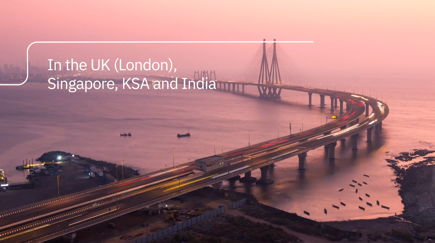 In the UK (London),
Singapore, KSA and India